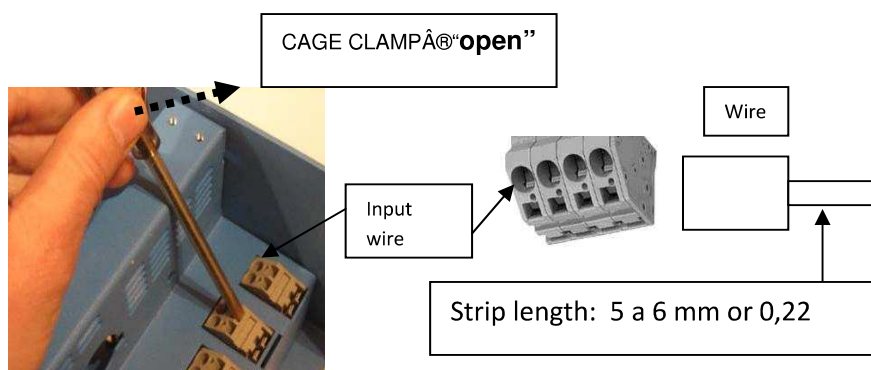 CAGE CLAMPÂ®“open”
Wire
Input
wire
Strip length:  5 a 6 mm or 0,22